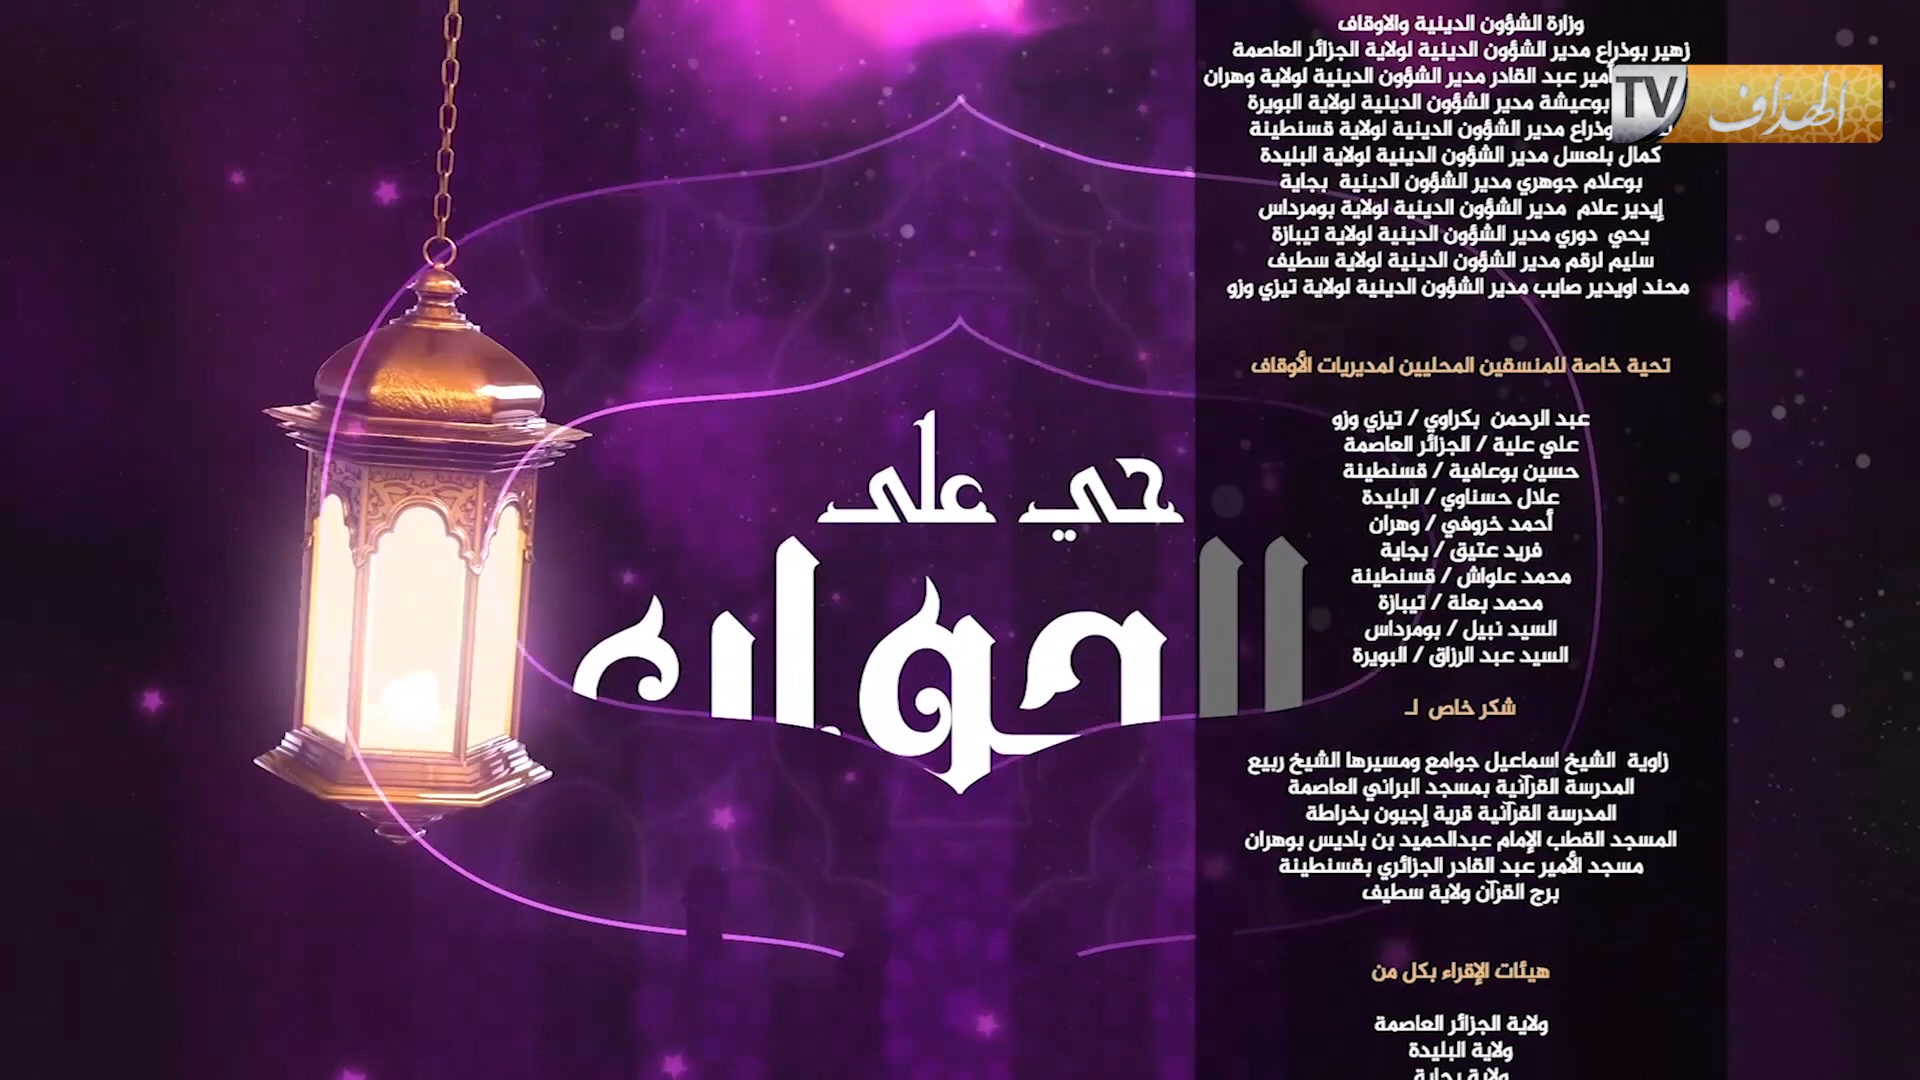 وزارة الشؤون الدينية والاوقاف
زهير بوذراع مدير الشؤون الدينية لولاية الجزائر العاصمة
أمير عبد القادر مدير الشؤون الدينية لولاية وهران
بوعيشة مدير الشؤون الدينية لولاية البويرة
بوذراع مدير الشؤون الدينية لولاية قسنطينة
كمال بلعسل مدير الشؤون الدينية لولاية البليدة
بوعلام جوهري مدير الشؤون الدينية بجاية
إيدير علام مدير الشؤون الدينية لولاية بومرداس
يحي دوري مدير الشؤون الدينية لولاية تيبازة
سليم لرقم مدير الشؤون الدينية لولاية سطيف
محند اويدير صايب مدير الشؤون الدينية لولاية تيزي وزو
TV الهداف
تحية خاصة للمنسقين المحليين لمديريات الأوقاف
عبد الرحمن بكراوي / تيزي وزو
علي علية / الجزائر العاصمة
حسين بوعافية / قسنطينة
علال حسناوي / البليدة
أحمد خروفي / وهران
فريد عتيق / بجاية
محمد علواش / قسنطينة
محمد بعلة / تيبازة
السيد نبيل / بومرداس
السيد عبد الرزاق / البويرة
شكر خاص لـ
زاوية الشيخ اسماعيل جوامع ومسيرها الشيخ ربيع
المدرسة القرآنية بمسجد البراني العاصمة
المدرسة القرآنية قرية إجيون بخراطة
المسجد القطب الإمام عبدالحميد بن باديس بوهران
مسجد الأمير عبد القادر الجزائري بقسنطينة
برج القرآن ولاية سطيف
هيئات الإقراء بكل من
ولاية الجزائر العاصمة
ولاية البليدة
ولاية بجاية
حي على